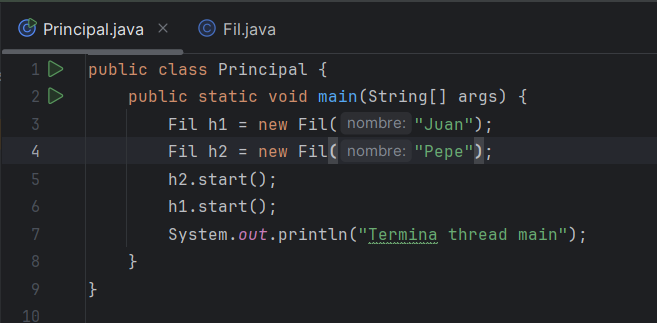 Principal.java × Fil.java
1 public class Principal {
2 public static void main(String[] args) {
3 Fil h1 = new Fil( nombre: "Juan");
4 Fil h2 = new Fil( nombre: "Pepe");
5 h2.start();
6 h1.start();
7 System.out.println("Termina thread main");
8 }
9 }
10